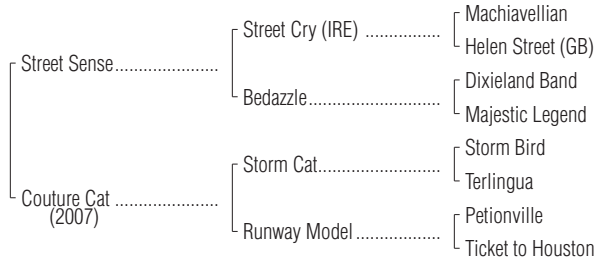 Machiavellian
Street Cry (IRE) ................
Helen Street (GB)
Street Sense.....................
Dixieland Band
Bedazzle...........................
Majestic Legend
Storm Bird
Storm Cat.........................
Terlingua
Couture Cat .....................
(2007)
Petionville
Runway Model .................
Ticket to Houston